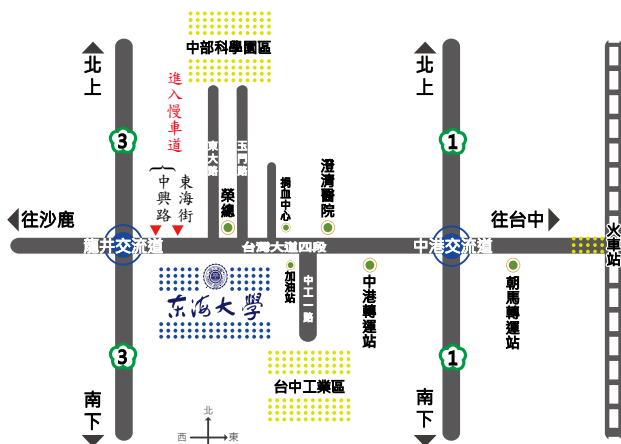 中部科學園區
北上
北上
進入慢車道
3
1
東大路
玉門路
中興路
東海街
榮總
捐血中心
澄清醫院
往沙鹿
往台中
火車站
龍井交流道
台灣大道四段
中港交流道
加油站
中工一路
中港轉運站
朝馬轉運站
东海大學
3
1
台中工業區
南下
南下
北
西
東